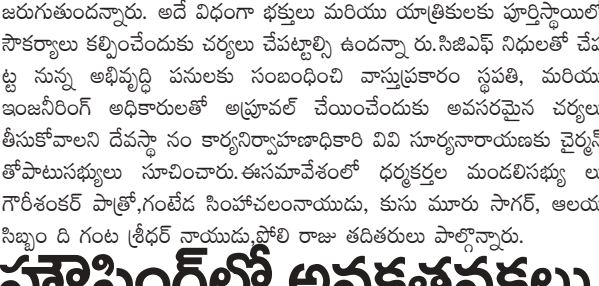 జరుగుతుందన్నారు. అదే విధంగా భక్తులు మరియు యాత్రికులకు పూర్తిస్థాయిలో
సౌకర్యాలు కల్పించేందుకు చర్యలు చేపట్టాల్సి ఉందన్నా రు.సిజిఎఫ్ నిధులతో చేప
ట్ట నున్న అభివృద్ధి పనులకు సంబంధించి వాస్తుప్రకారం స్థపతి, మరియు
ఇంజనీరింగ్ అధికారులతో అప్రూవల్ చేయించేందుకు అవసరమైన చర్యలు
తీసుకోవాలని దేవస్థా నం కార్యనిర్వాహణాధికారి వివి సూర్యనారాయణకు చైర్మన్
తోపాటుసభ్యులు సూచించారు.ఈసమావేశంలో ధర్మకర్తల మండలిసభ్యు లు
గౌరీశంకర్ పాత్రో,గంటేడ సింహాచలంనాయుడు, కుసు మూరు సాగర్, ఆలయ
సిబ్బం ది గంట శ్రీధర్ నాయుడు,పోలి రాజు తదితరులు పాల్గొన్నారు.
హౌసింగ్‌లో అవకతవకలు